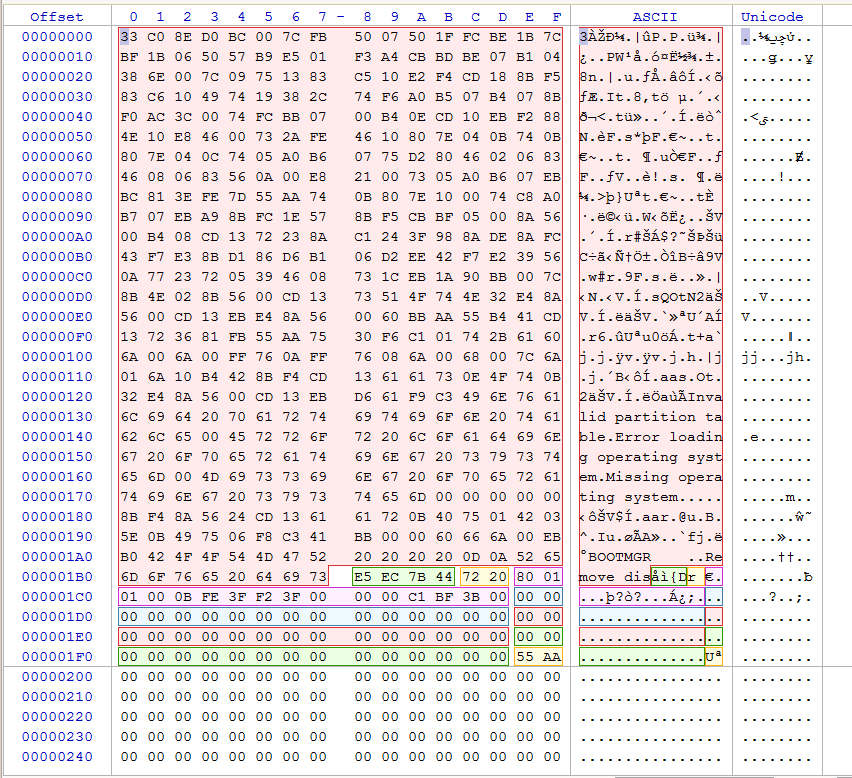 Offset 0 1 2 3 4 5 6 7 - 8 9 A B C D E F ASCII Unicode
00000000 33 C0 8E D0 BC 00 7C FB 50 07 50 1F FC BE 1B 7C 3ÀŽÐ¼.|ûP.P.ü¾.|
00000010 BF 1B 06 50 57 B9 E5 01 F3 A4 CB BD BE 07 B1 04 ¿..PW¹å.ó¤Ë½¾.±.
00000020 38 6E 00 7C 09 75 13 83 C5 10 E2 F4 CD 18 8B F5 8n.|.u.ƒÅ.âôÍ.‹õ ........
00000030 83 C6 10 49 74 19 38 2C 74 F6 A0 B5 07 B4 07 8B ƒÆ.It.8,tö µ.´.‹ ........
00000040 F0 AC 3C 00 74 FC BB 07 00 B4 0E CD 10 EB F2 88 ð¬<.tü»..´.Í.ëòˆ
00000050 4E 10 E8 46 00 73 2A FE 46 10 80 7E 04 0B 74 0B N.èF.s*þF.€~..t. ........
00000060 80 7E 04 0C 74 05 A0 B6 07 75 D2 80 46 02 06 83 €~..t. ¶.uÒ€F..ƒ
00000070 46 08 06 83 56 0A 00 E8 21 00 73 05 A0 B6 07 EB F..ƒV..è!.s. ¶.ë ....!...
00000080 BC 81 3E FE 7D 55 AA 74 0B 80 7E 10 00 74 C8 A0 ¼.>þ}Uªt.€~..tÈ ........
00000090 B7 07 EB A9 8B FC 1E 57 8B F5 CB BF 05 00 8A 56 ·.ë©‹ü.W‹õË¿..ŠV ........
000000A0 00 B4 08 CD 13 72 23 8A C1 24 3F 98 8A DE 8A FC .´.Í.r#ŠÁ$?˜ŠÞŠü ........
000000B0 43 F7 E3 8B D1 86 D6 B1 06 D2 EE 42 F7 E2 39 56 C÷ã‹Ñ†Ö±.ÒîB÷â9V ........
000000C0 0A 77 23 72 05 39 46 08 73 1C EB 1A 90 BB 00 7C .w#r.9F.s.ë..».| ........
000000D0 8B 4E 02 8B 56 00 CD 13 73 51 4F 74 4E 32 E4 8A ‹N.‹V.Í.sQOtN2äŠ ..V.....
000000E0 56 00 CD 13 EB E4 8A 56 00 60 BB AA 55 B4 41 CD V.Í.ëäŠV.`»ªU´AÍ V.......
000000F0 13 72 36 81 FB 55 AA 75 30 F6 C1 01 74 2B 61 60 .r6.ûUªu0öÁ.t+a`
00000100 6A 00 6A 00 FF 76 0A FF 76 08 6A 00 68 00 7C 6A j.j.ÿv.ÿv.j.h.|j jj...jh.
00000110 01 6A 10 B4 42 8B F4 CD 13 61 61 73 0E 4F 74 0B .j.´B‹ôÍ.aas.Ot. ........
00000120 32 E4 8A 56 00 CD 13 EB D6 61 F9 C3 49 6E 76 61 2äŠV.Í.ëÖaùÃInva ........
00000130 6C 69 64 20 70 61 72 74 69 74 69 6F 6E 20 74 61 lid partition ta ........
00000140 62 6C 65 00 45 72 72 6F 72 20 6C 6F 61 64 69 6E ble.Error loadin .e......
00000150 67 20 6F 70 65 72 61 74 69 6E 67 20 73 79 73 74 g operating syst ........
00000160 65 6D 00 4D 69 73 73 69 6E 67 20 6F 70 65 72 61 em.Missing opera ........
00000170 74 69 6E 67 20 73 79 73 74 65 6D 00 00 00 00 00 ting system..... .....m..
00000180 8B F4 8A 56 24 CD 13 61 61 72 0B 40 75 01 42 03 ‹ôŠV$Í.aar.@u.B.
00000190 5E 0B 49 75 06 F8 C3 41 BB 00 00 60 66 6A 00 EB ^.Iu.øÃA»..`fj.ë ....»...
000001A0 B0 42 4F 4F 54 4D 47 52 20 20 20 20 0D 0A 52 65 °BOOTMGR    ..Re ....††..
000001B0 6D 6F 76 65 20 64 69 73 E5 EC 7B 44 72 20 80 01 move diså​ì{Dr €.
000001C0 01 00 0B FE 3F F2 3F 00 00 00 C1 BF 3B 00 00 00 ...þ?ò?...Á¿;... ..?..;.
000001D0 00 00 00 00 00 00 00 00 00 00 00 00 00 00 00 00 ................ ........
000001E0 00 00 00 00 00 00 00 00 00 00 00 00 00 00 00 00 ................ ........
000001F0 00 00 00 00 00 00 00 00 00 00 00 00 00 00 55 AA ..............Uª ........
00000200 00 00 00 00 00 00 00 00 00 00 00 00 00 00 00 00 ................ ........
00000210 00 00 00 00 00 00 00 00 00 00 00 00 00 00 00 00 ................ ........
00000220 00 00 00 00 00 00 00 00 00 00 00 00 00 00 00 00 ................ ........
00000230 00 00 00 00 00 00 00 00 00 00 00 00 00 00 00 00 ................ ........
00000240 00 00 00 00 00 00 00 00 00 00 00 00 00 00 00 00 ................ ........